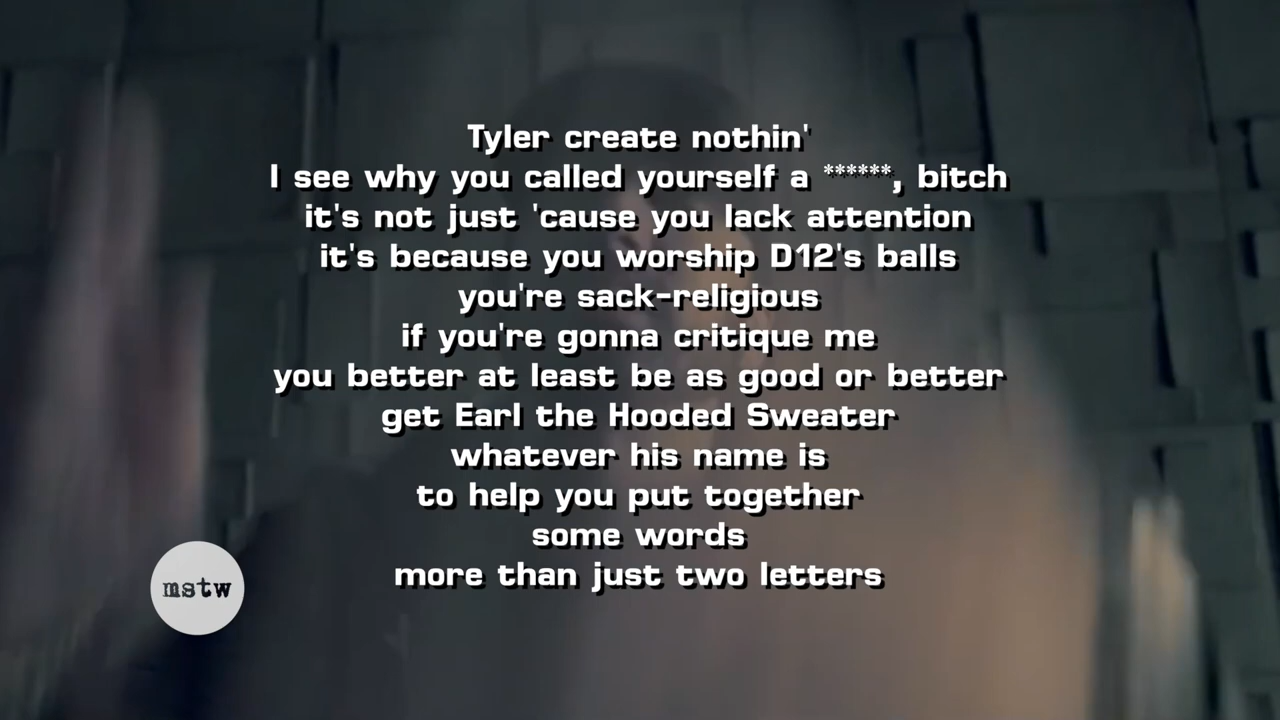 Tyler create nothin'
I see why you called yourself a ******, bitch
it's not just 'cause you lack attention
it's because you worship D12's balls
you're sack-religious
if you're gonna critique me
you better at least be as good or better
get Earl the Hooded Sweater
whatever his name is
to help you put together
some words
more than just two letters
mstw